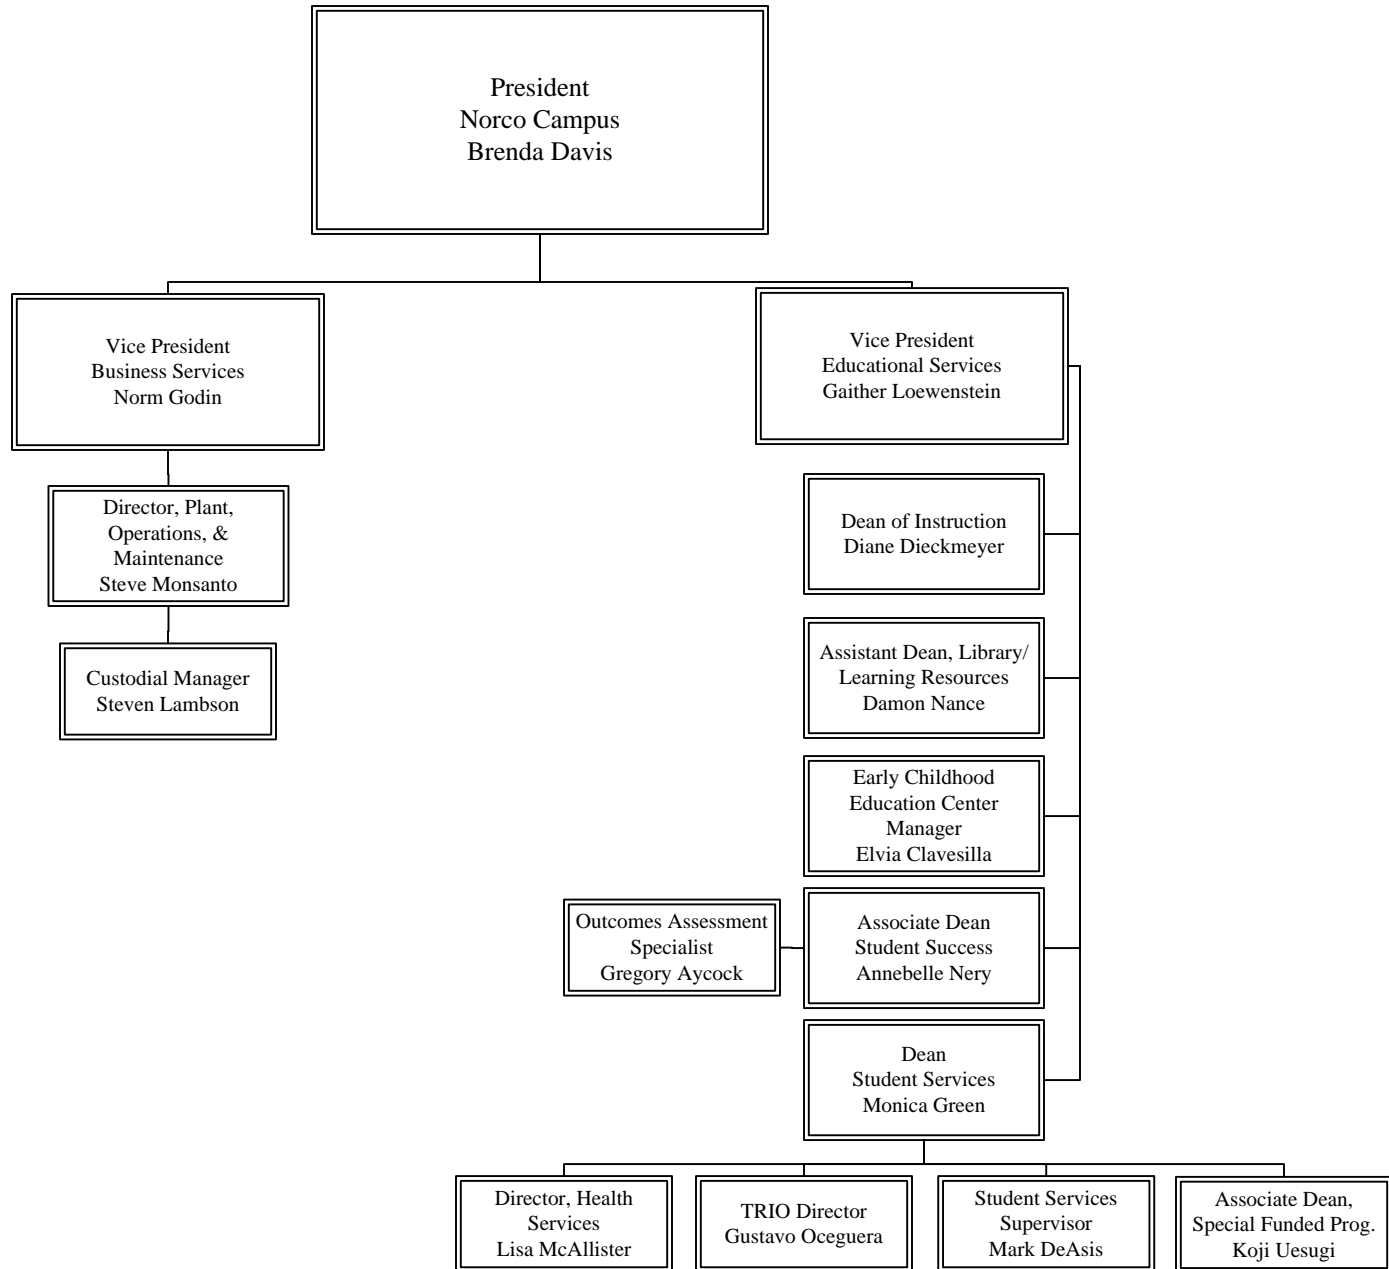 President
Norco Campus
Brenda Davis
Vice President
Business Services
Norm Godin
Vice President
Educational Services
Gaither Loewenstein
Director, Plant,
Operations, &
Maintenance
Steve Monsanto
Custodial Manager
Steven Lambson
Dean of Instruction
Diane Dieckmeyer
Assistant Dean, Library/
Learning Resources
Damon Nance
Early Childhood
Education Center
Manager
Elvia Clavesilla
Outcomes Assessment
Specialist
Gregory Aycock
Associate Dean
Student Success
Annebelle Nery
Dean
Student Services
Monica Green
Director, Health
Services
Lisa McAllister
TRIO Director
Gustavo Oceguera
Student Services
Supervisor
Mark DeAsis
Associate Dean,
Special Funded Prog.
Koji Uesugi